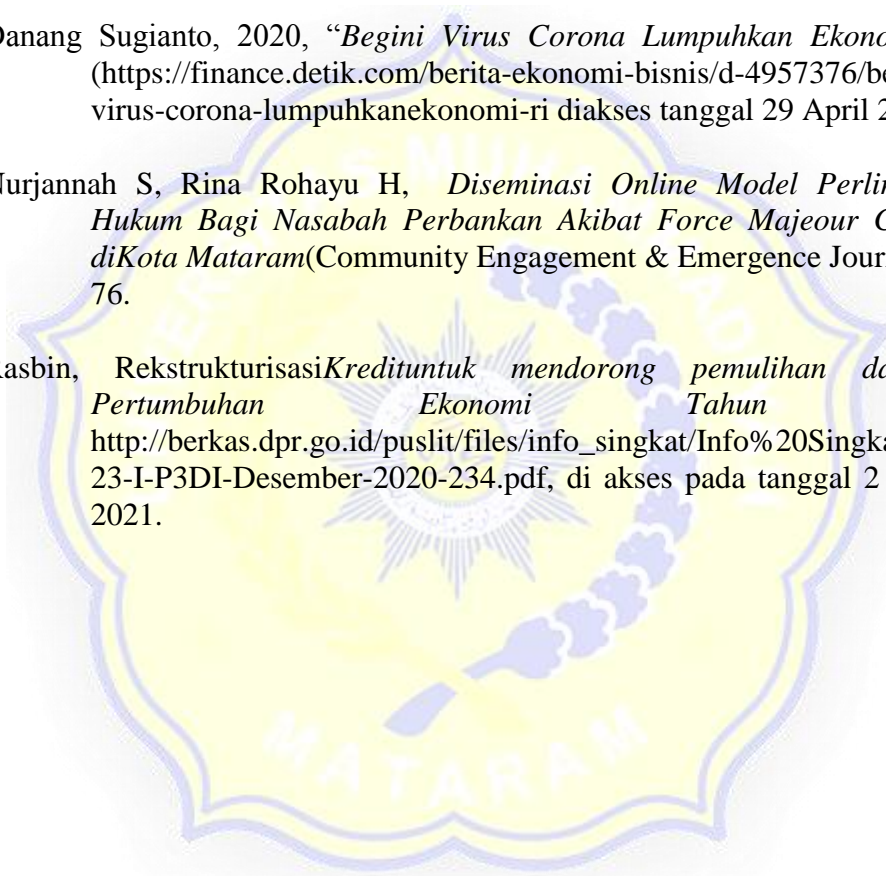 Danang Sugianto, 2020, “Begini Virus Corona Lumpuhkan Ekono
(https://finance.detik.com/berita-ekonomi-bisnis/d-4957376/be
virus-corona-lumpuhkanekonomi-ri diakses tanggal 29 April 2
Nurjannah S, Rina Rohayu H, Diseminasi Online Model Perlin
Hukum Bagi Nasabah Perbankan Akibat Force Majeour C
diKota Mataram(Community Engagement & Emergence Jour
76.
Rasbin, RekstrukturisasiKredituntuk mendorong pemulihan da
Pertumbuhan Ekonomi Tahun
http://berkas.dpr.go.id/puslit/files/info_singkat/Info%20Singka
23-I-P3DI-Desember-2020-234.pdf, di akses pada tanggal 2
2021.
MATARAM